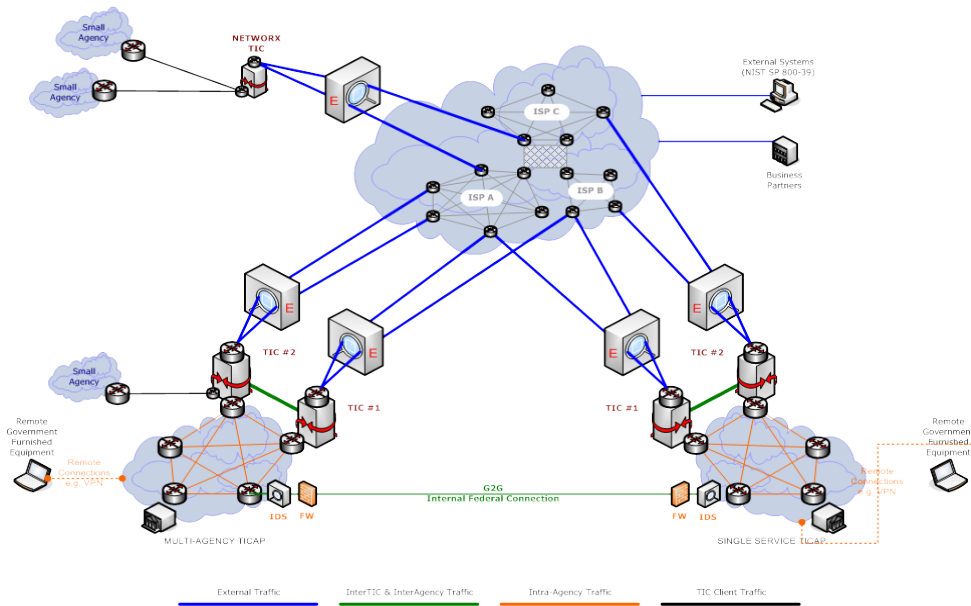 Small
Agency
NETWORX
TIC
Small
Agency
E
External Systems
(NIST SP 800-39)
ISP C
Business
Partners
ISP A
ISP B
E
E
E
E
TIC #2
TIC #2
Small
Agency
TIC #1
TIC #1
Remote
Government
Furnished
Equipment
Remote
Governmen
Furnished
Equipment
Remote
Connections
e.g. VPN
Remote
Connections
e.g. VPN
G2G
Internal Federal Connection
IDS
FW
FW
IDS
MULTI-AGENCY TICAP
SINGLE SERVICE TICAP
External Traffic
InterTIC & InterAgency Traffic
Intra-Agency Traffic
TIC Client Traffic